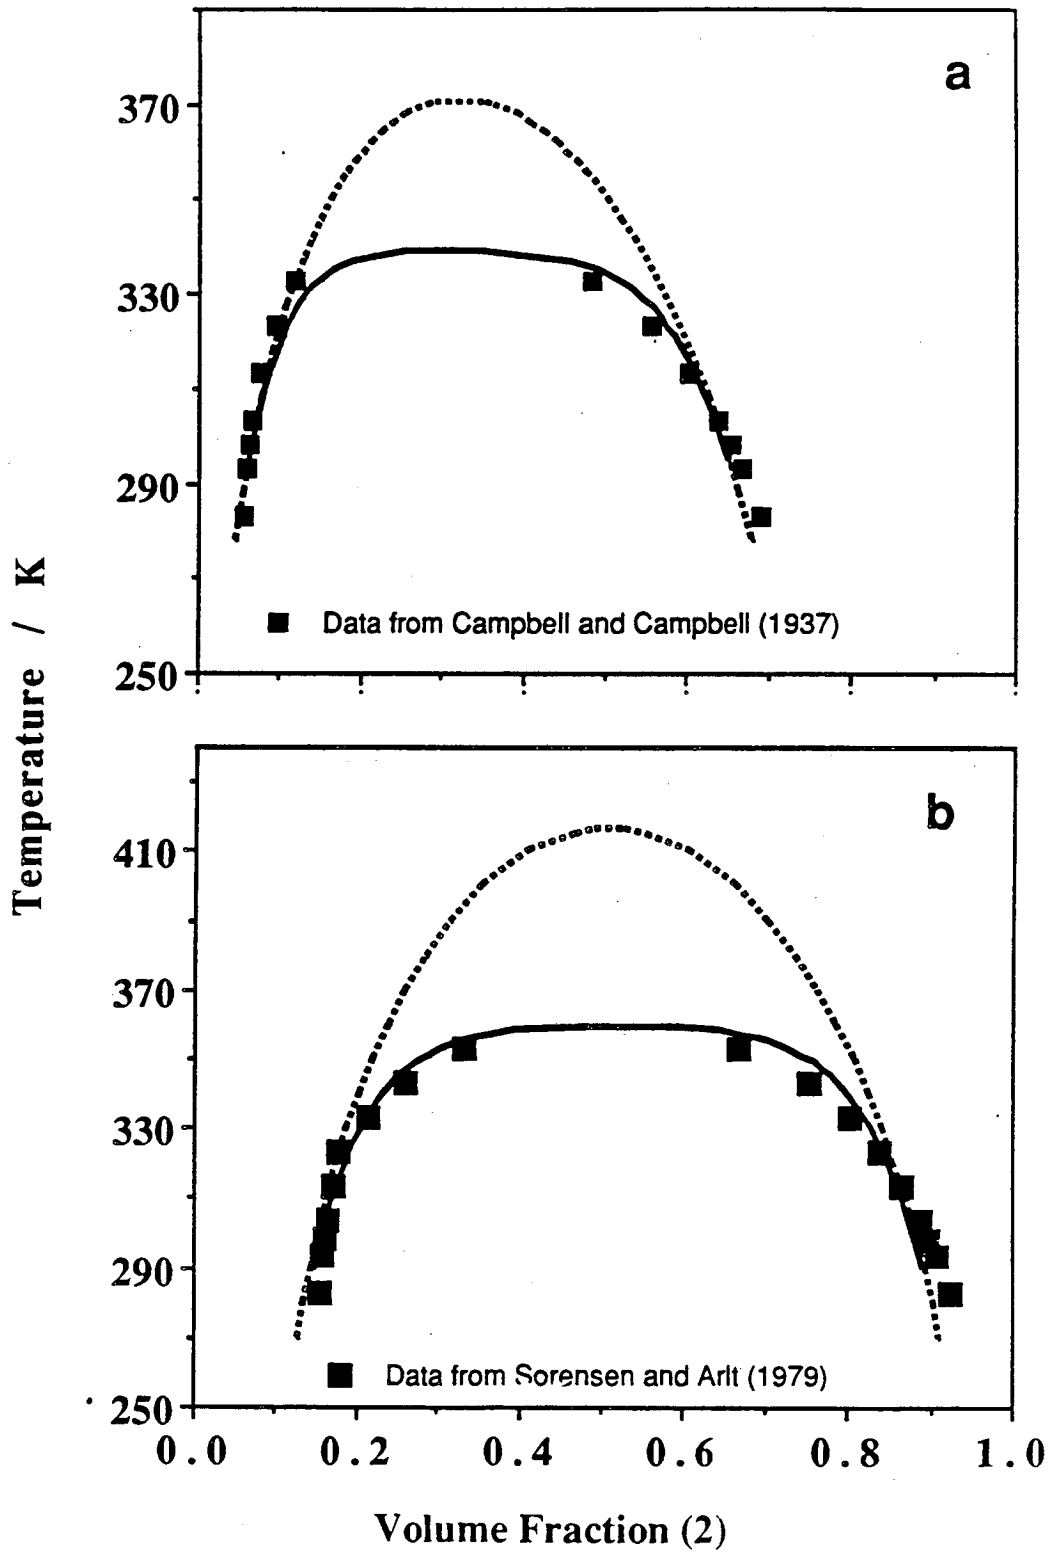 a
370
330
290
250
Data from Campbell and Campbell (1937)
Temperature / K
b
410
370
330
290
250
Data from Sorensen and Arlt (1979)
0.0 0.2 0.4 0.6 0.8 1.0
Volume Fraction (2)